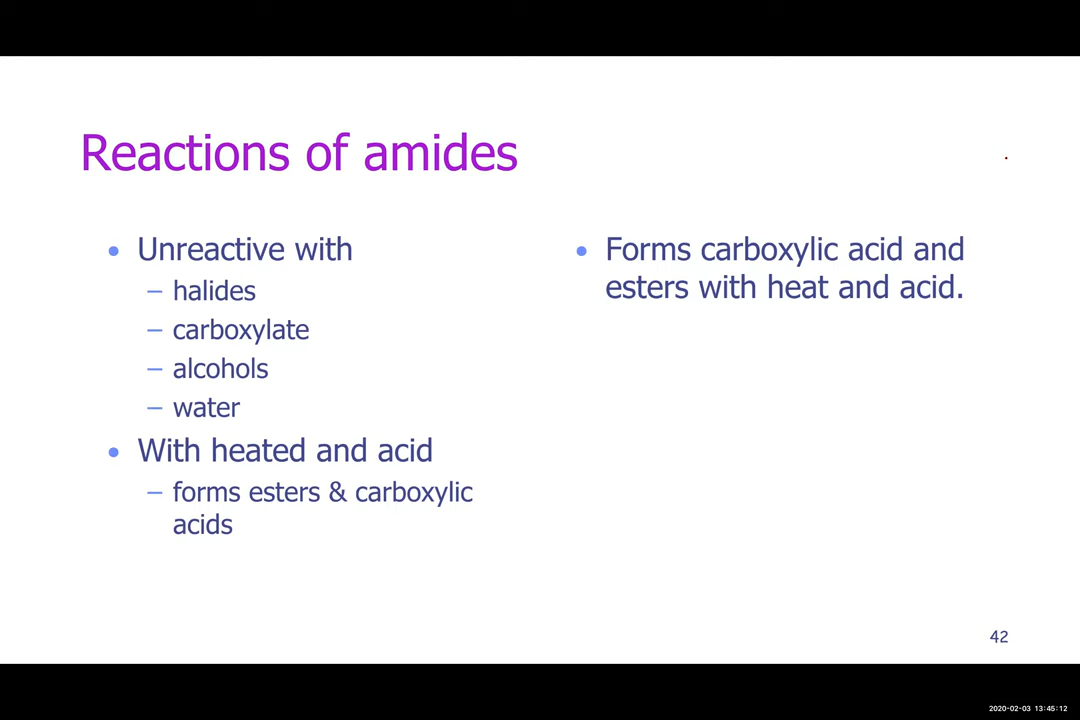 Reactions of amides
• Unreactive with
– halides
– carboxylate
– alcohols
– water
• With heated and acid
– forms esters & carboxylic
acids
• Forms carboxylic acid and
esters with heat and acid.
42
2020-02-03 13:45:12